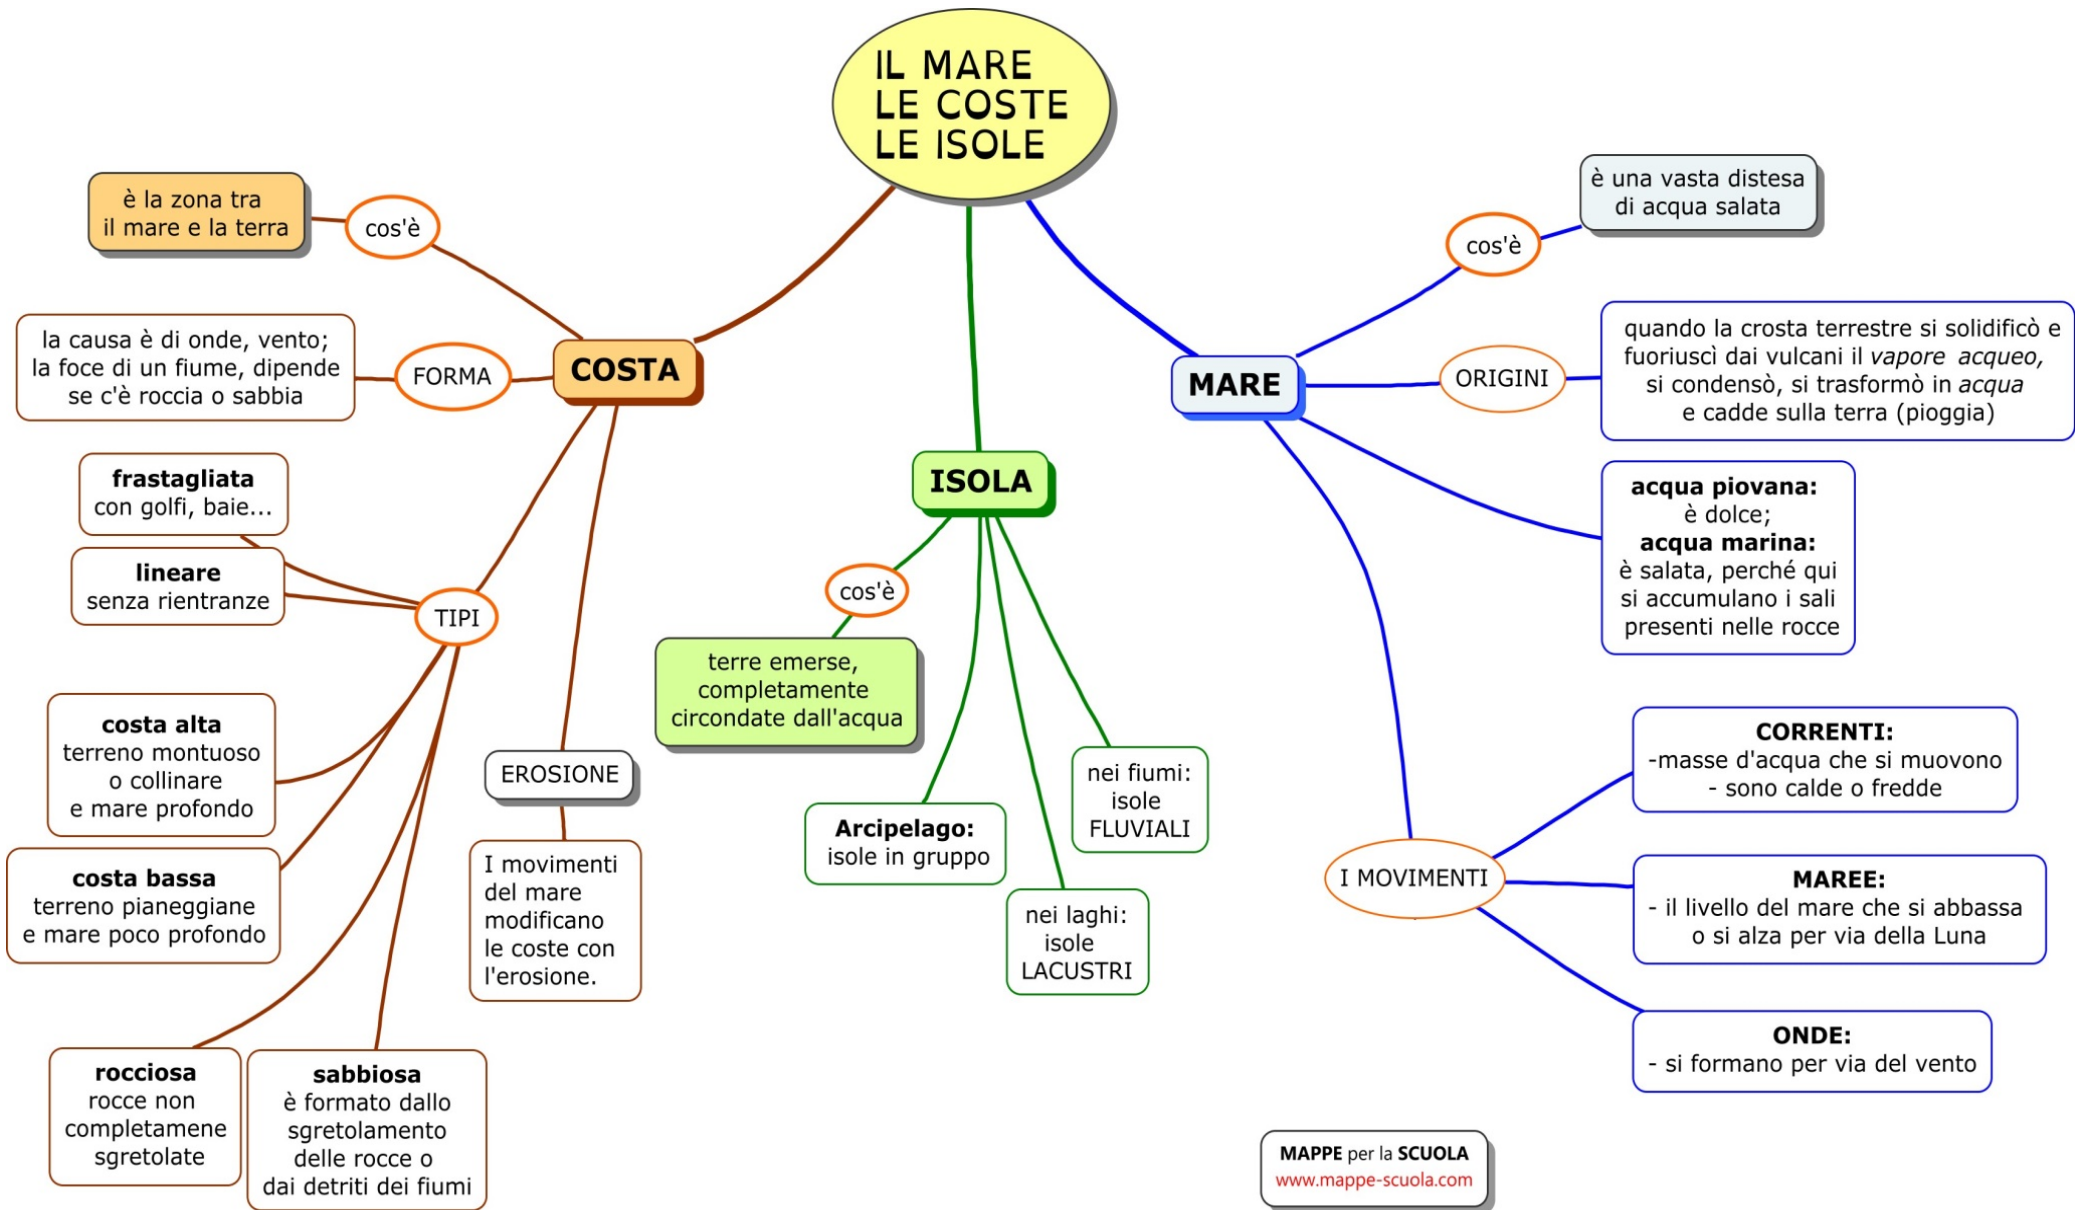 IL MARE
LE COSTE
LE ISOLE
è la zona tra
il mare e la terra
cos'è
COSTA
la causa è di onde, vento;
la foce di un fiume, dipende
se c'è roccia o sabbia
FORMA
frastagliata
con golfi, baie...
lineare
senza rientranze
TIPI
costa alta
terreno montuoso
o collinare
e mare profondo
costa bassa
terreno pianeggiane
e mare poco profondo
rocciosa
rocce non
completamene
sgretolate
sabbiosa
è formato dallo
sgretolamento
delle rocce o
dai detriti dei fiumi
EROSIONE
I movimenti
del mare
modificano
le coste con
l'erosione.
ISOLA
cos'è
terre emerse,
completamente
circondate dall'acqua
Arcipelago:
isole in gruppo
nei laghi:
isole
LACUSTRI
nei fiumi:
isole
FLUVIALI
MARE
cos'è
è una vasta distesa
di acqua salata
ORIGINI
quando la crosta terrestre si solidificò e
fuoriuscì dai vulcani il vapore acqueo,
si condensò, si trasformò in acqua
e cadde sulla terra (pioggia)
acqua piovana:
è dolce;
acqua marina:
è salata, perché qui
si accumulano i sali
presenti nelle rocce
I MOVIMENTI
CORRENTI:
-masse d'acqua che si muovono
- sono calde o fredde
MAREE:
- il livello del mare che si abbassa
o si alza per via della Luna
ONDE:
- si formano per via del vento
MAPPE per la SCUOLA
www.mappe-scuola.com